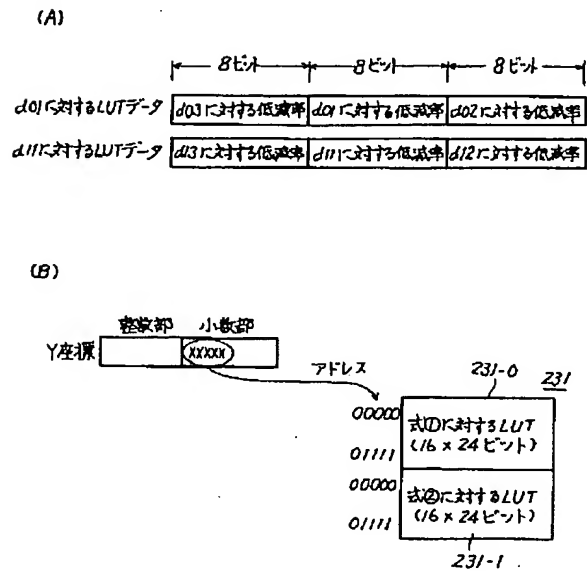 (A)
8ビット 8ビット 8ビット
d01に対するLUTデータ d03に対する低減率 d01に対する低減率 d02に対する低減率
d11に対するLUTデータ d13に対する低減率 d11に対する低減率 d12に対する低減率
(B)
整数部 小数部
Y座標 XXXXX
アドレス
231-0 231
00000
式①に対するLUT
(16×24ビット)
01111
00000
式②に対するLUT
(16×24ビット)
01111
231-1